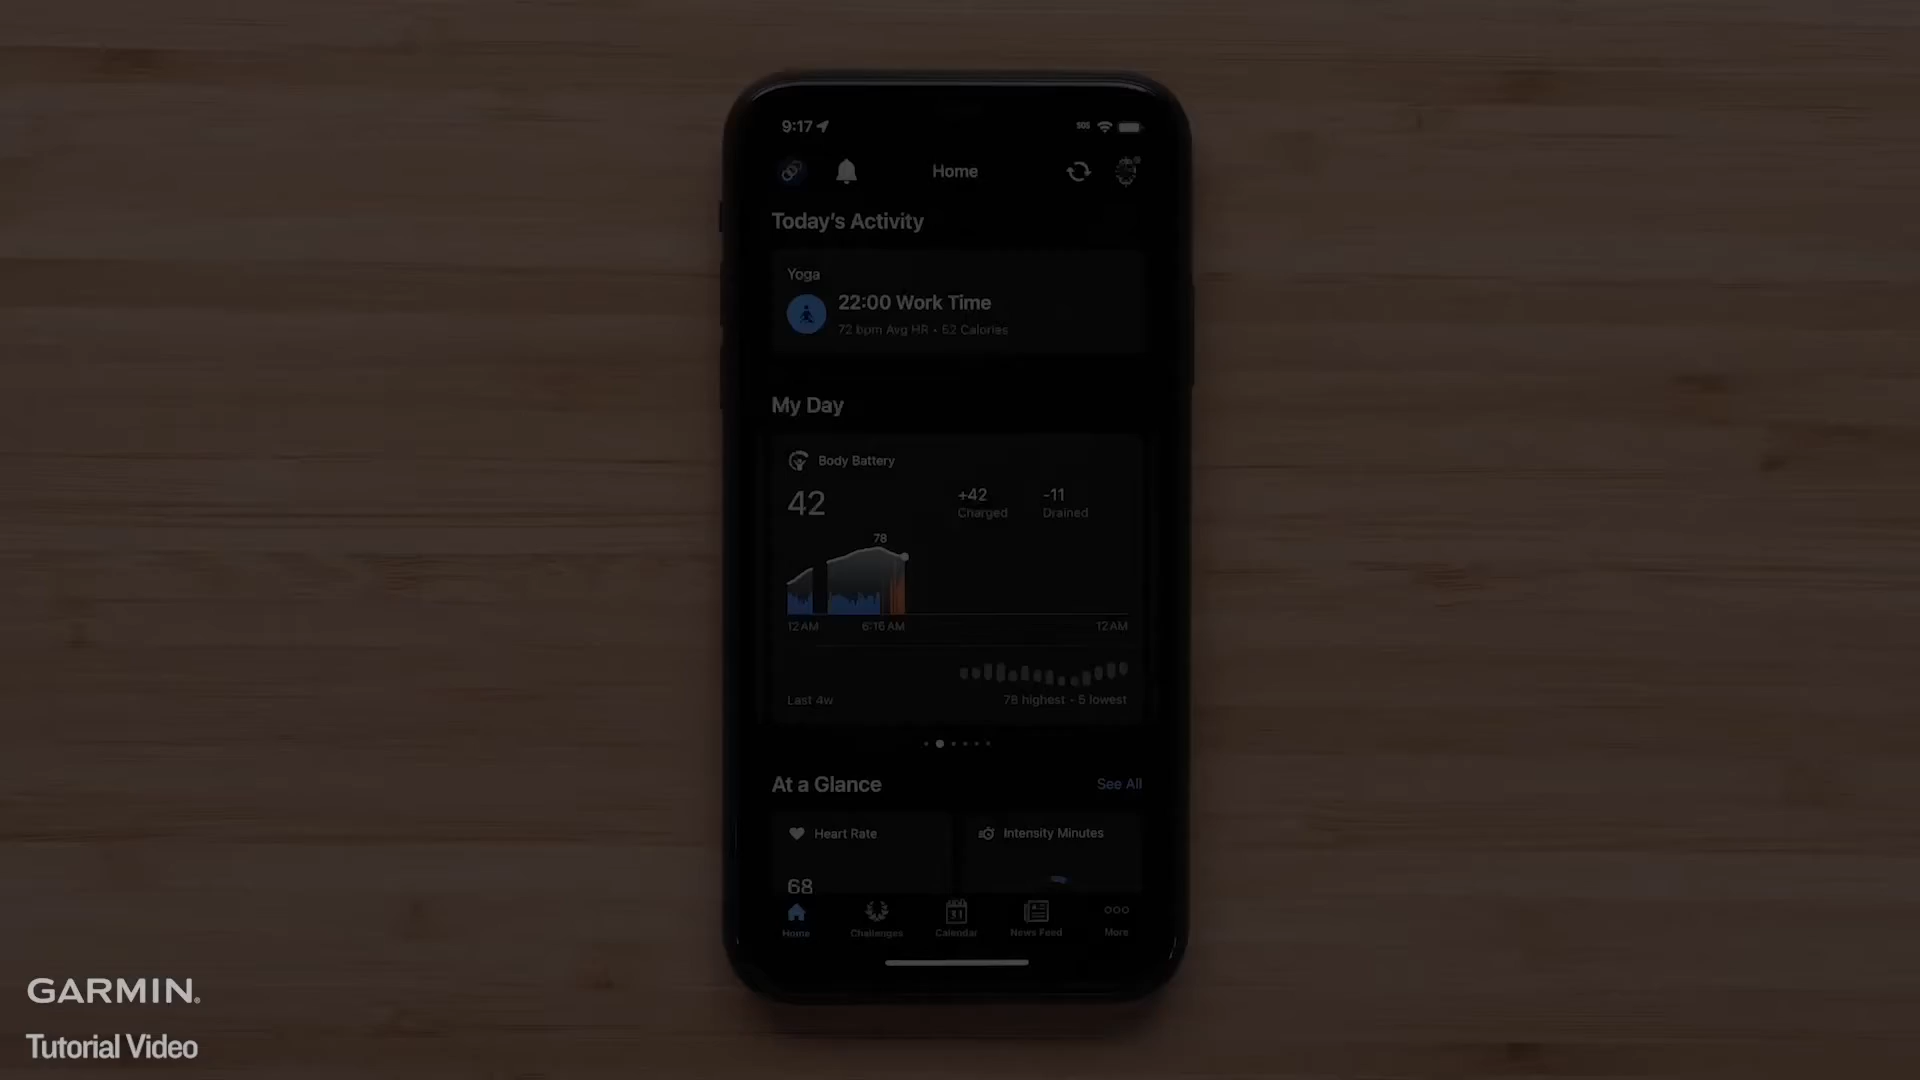 9:17
SOS
Home
Today's Activity
Yoga
22:00 Work Time
72 bpm Avg HR • 52 Calories
My Day
Body Battery
42
+42
-11
Charged
Drained
78
12 AM
6:16 AM
12 AM
Last 4w
78 highest - 5 lowest
At a Glance
See All
Heart Rate
Intensity Minutes
68
31
Home
Challenges
Calendar
News Feed
More
GARMIN®
Tutorial Video